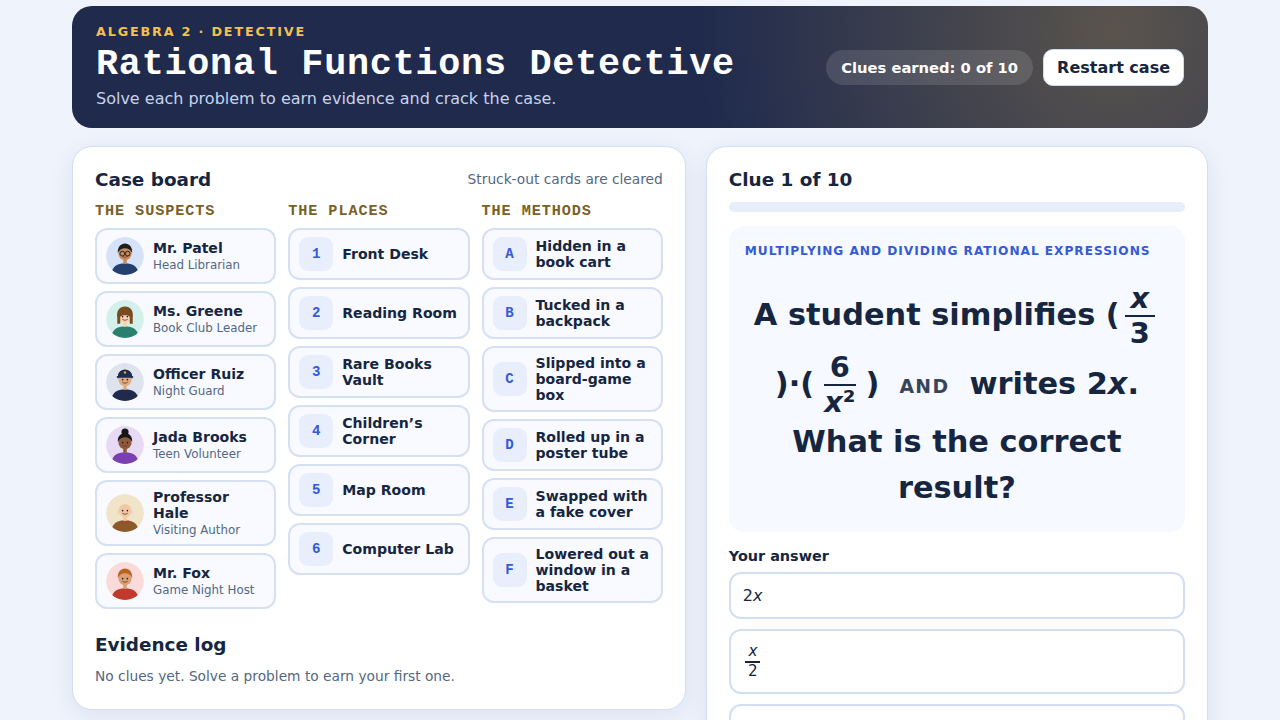 ALGEBRA 2 · DETECTIVE
Rational Functions Detective
Solve each problem to earn evidence and crack the case.
Clues earned: 0 of 10
Restart case
Case board
Struck-out cards are cleared
THE SUSPECTS
Mr. Patel
Head Librarian
Ms. Greene
Book Club Leader
Officer Ruiz
Night Guard
Jada Brooks
Teen Volunteer
Professor
Hale
Visiting Author
Mr. Fox
Game Night Host
THE PLACES
1 Front Desk
2 Reading Room
3 Rare Books
Vault
4 Children’s
Corner
5 Map Room
6 Computer Lab
THE METHODS
A Hidden in a
book cart
B Tucked in a
backpack
C Slipped into a
board-game
box
D Rolled up in a
poster tube
E Swapped with
a fake cover
F Lowered out a
window in a
basket
Evidence log
No clues yet. Solve a problem to earn your first one.
Clue 1 of 10
MULTIPLYING AND DIVIDING RATIONAL EXPRESSIONS
A student simplifies (x/3
)·(6/x²) AND writes 2x.
What is the correct
result?
Your answer
2x
x/2